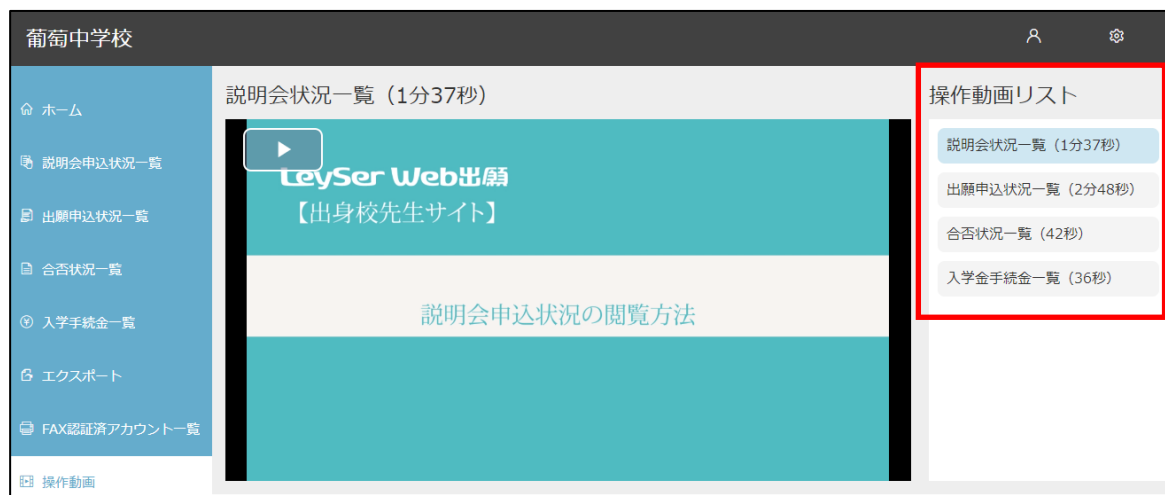 葡萄中学校
ホーム
説明会申込状況一覧
出願申込状況一覧
合否状況一覧
入学手続金一覧
エクスポート
FAX認証済アカウント一覧
操作動画
説明会状況一覧（1分37秒）
LeySer Web出願
【出身校先生サイト】
説明会申込状況の閲覧方法
操作動画リスト
説明会状況一覧（1分37秒）
出願申込状況一覧（2分48秒）
合否状況一覧（42秒）
入学金手続金一覧（36秒）